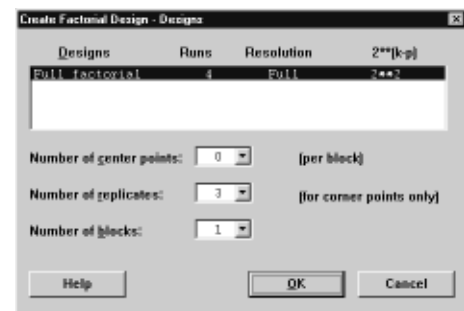 Create Factorial Design - Designs
Designs Runs Resolution 2**(k-p)
Full factorial 4 Full 2**2
Number of center points: 0 (per block)
Number of replicates: 3 (for corner points only)
Number of blocks: 1
Help OK Cancel